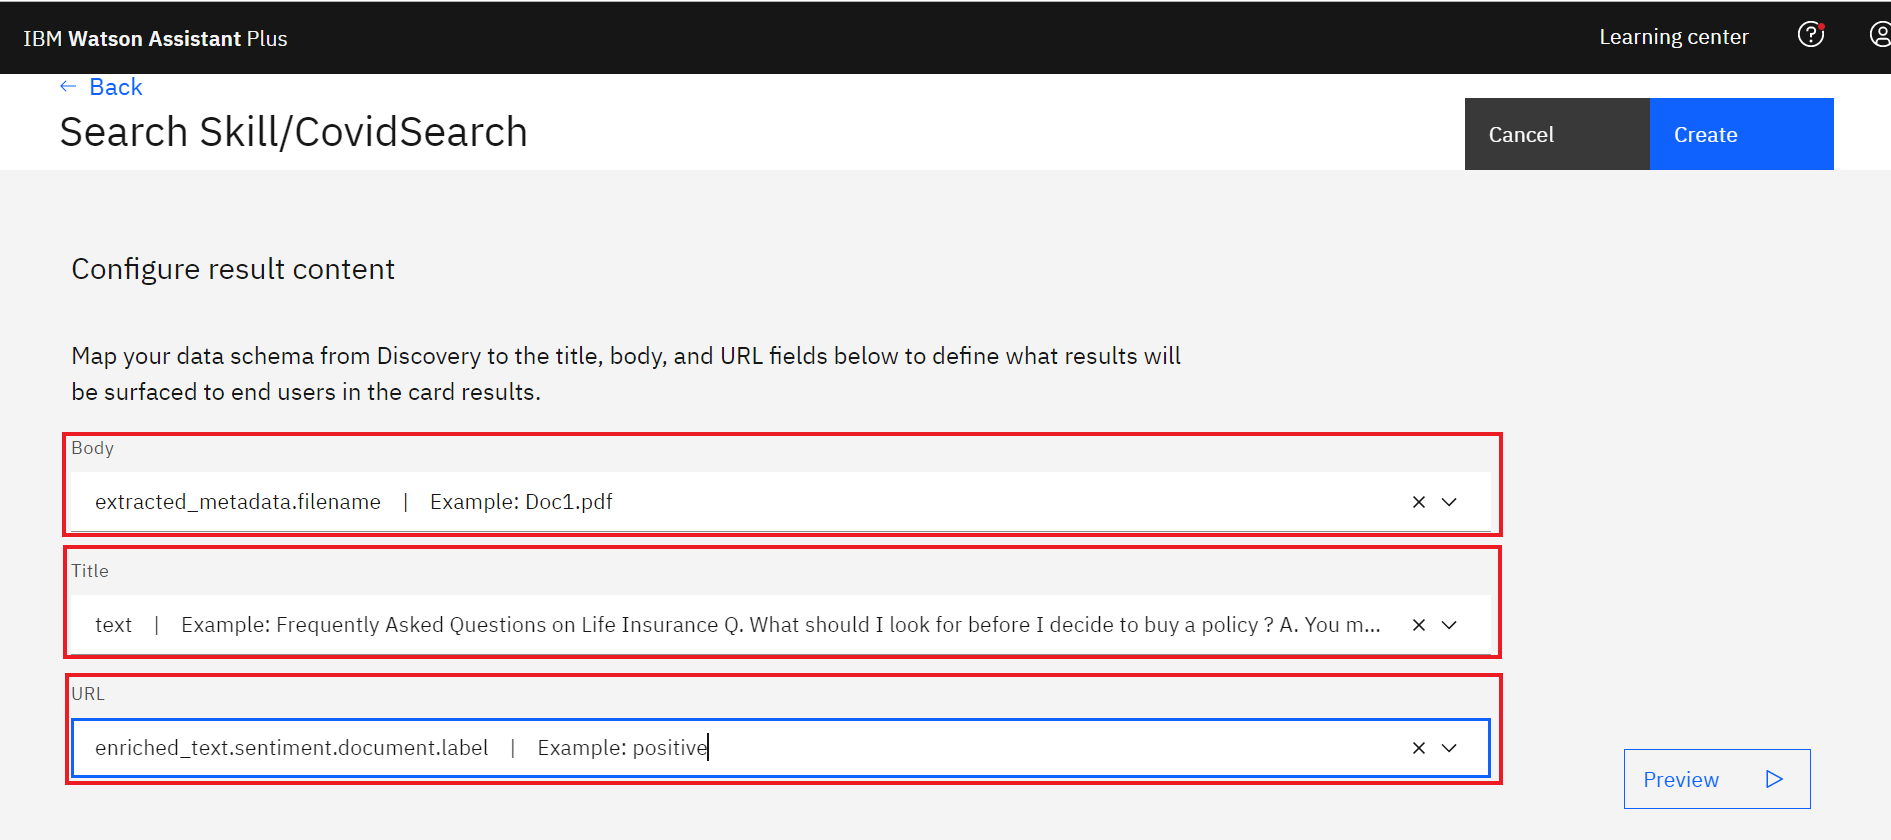 IBM Watson Assistant Plus
Learning center
← Back
Search Skill/CovidSearch
Cancel
Create
Configure result content
Map your data schema from Discovery to the title, body, and URL fields below to define what results will
be surfaced to end users in the card results.
Body
extracted_metadata.filename | Example: Doc1.pdf
Title
text | Example: Frequently Asked Questions on Life Insurance Q. What should I look for before I decide to buy a policy ? A. You m...
URL
enriched_text.sentiment.document.label | Example: positive
Preview